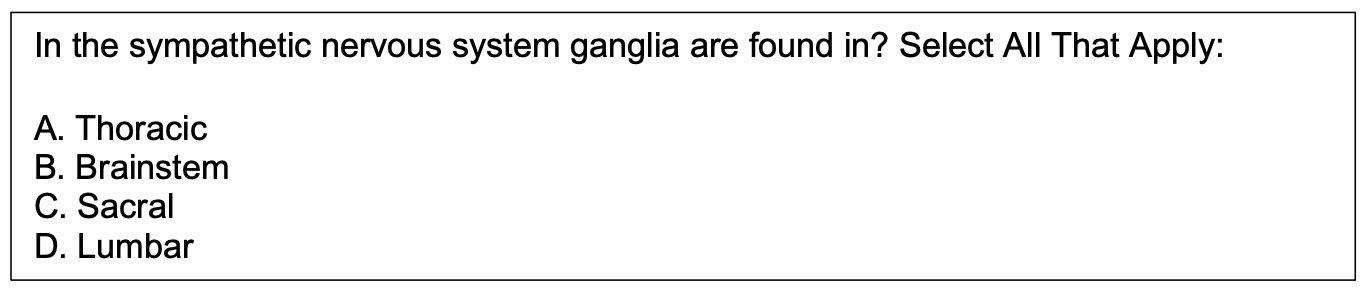 In the sympathetic nervous system ganglia are found in? Select All That Apply:
A. Thoracic
B. Brainstem
C. Sacral
D. Lumbar